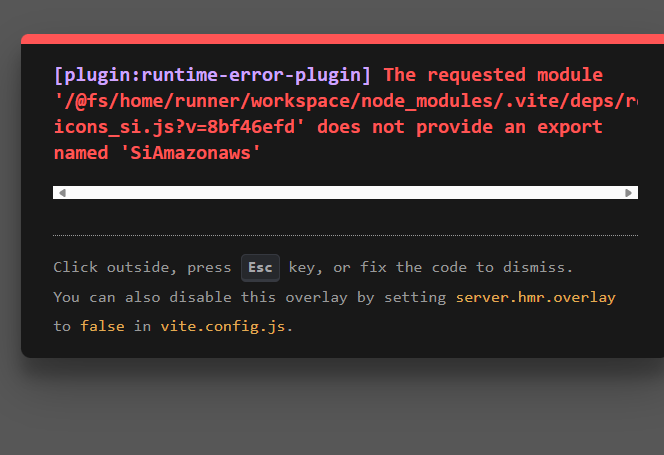 [plugin:runtime-error-plugin] The requested module
'/@fs/home/runner/workspace/node_modules/.vite/deps/re
icons_si.js?v=8bf46efd' does not provide an export
named 'SiAmazonaws'
Click outside, press Esc key, or fix the code to dismiss.
You can also disable this overlay by setting server.hmr.overlay
to false in vite.config.js.